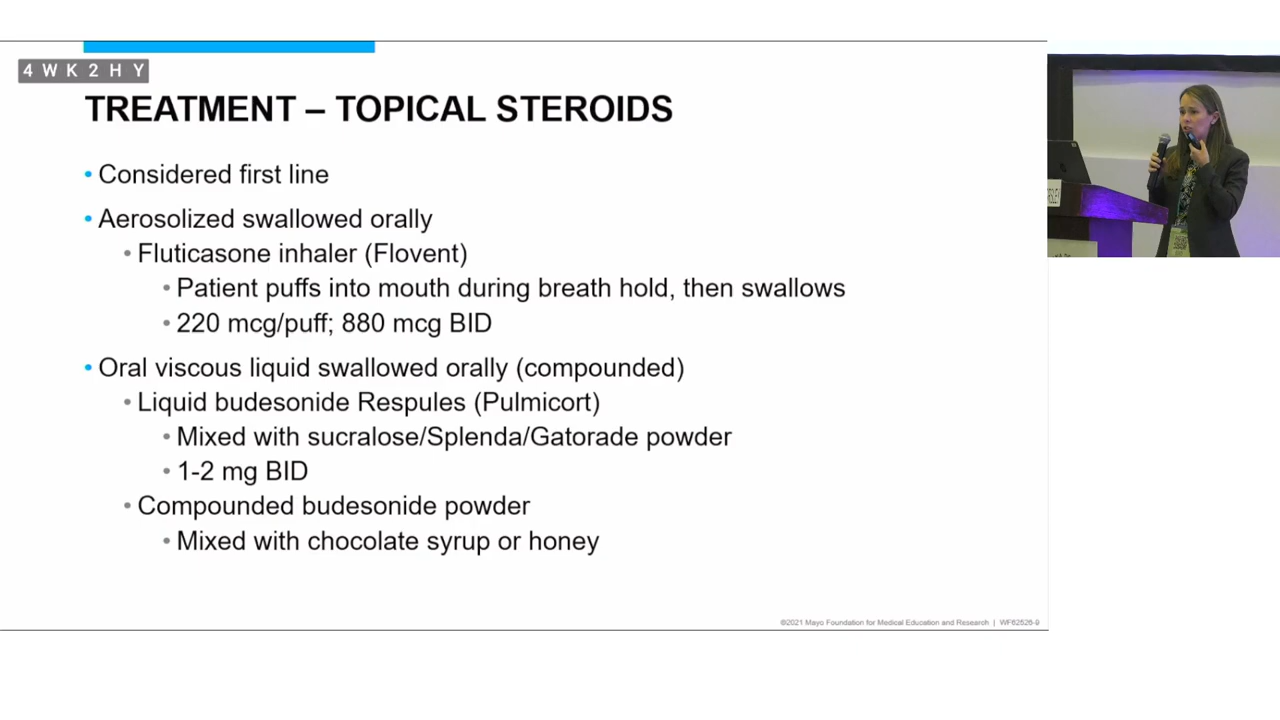 4 W K 2 H Y
TREATMENT – TOPICAL STEROIDS
• Considered first line
• Aerosolized swallowed orally
• Fluticasone inhaler (Flovent)
• Patient puffs into mouth during breath hold, then swallows
• 220 mcg/puff; 880 mcg BID
• Oral viscous liquid swallowed orally (compounded)
• Liquid budesonide Respules (Pulmicort)
• Mixed with sucralose/Splenda/Gatorade powder
• 1-2 mg BID
• Compounded budesonide powder
• Mixed with chocolate syrup or honey
©2021 Mayo Foundation for Medical Education and Research | WF62526-9